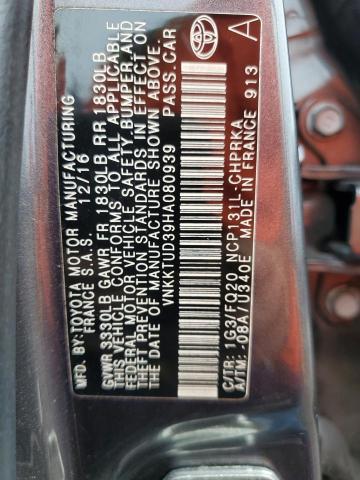 MFD. BY: TOYOTA MOTOR MANUFACTURING
FRANCE S.A.S. 12/16
GVWR 3330LB GAWR FR 1830LB RR 1830LB
THIS VEHICLE CONFORMS TO ALL APPLICABLE
FEDERAL MOTOR VEHICLE SAFETY, BUMPER, AND
THEFT PREVENTION STANDARDS IN EFFECT ON
THE DATE OF MANUFACTURE SHOWN ABOVE.
VNKKTUD39HA080939 PASS. CAR
C/TR: 1G3/FQ20 NCP131L-CHPRKA
A/TM: -08A/U340E MADE IN FRANCE 913
TOYOTA
A